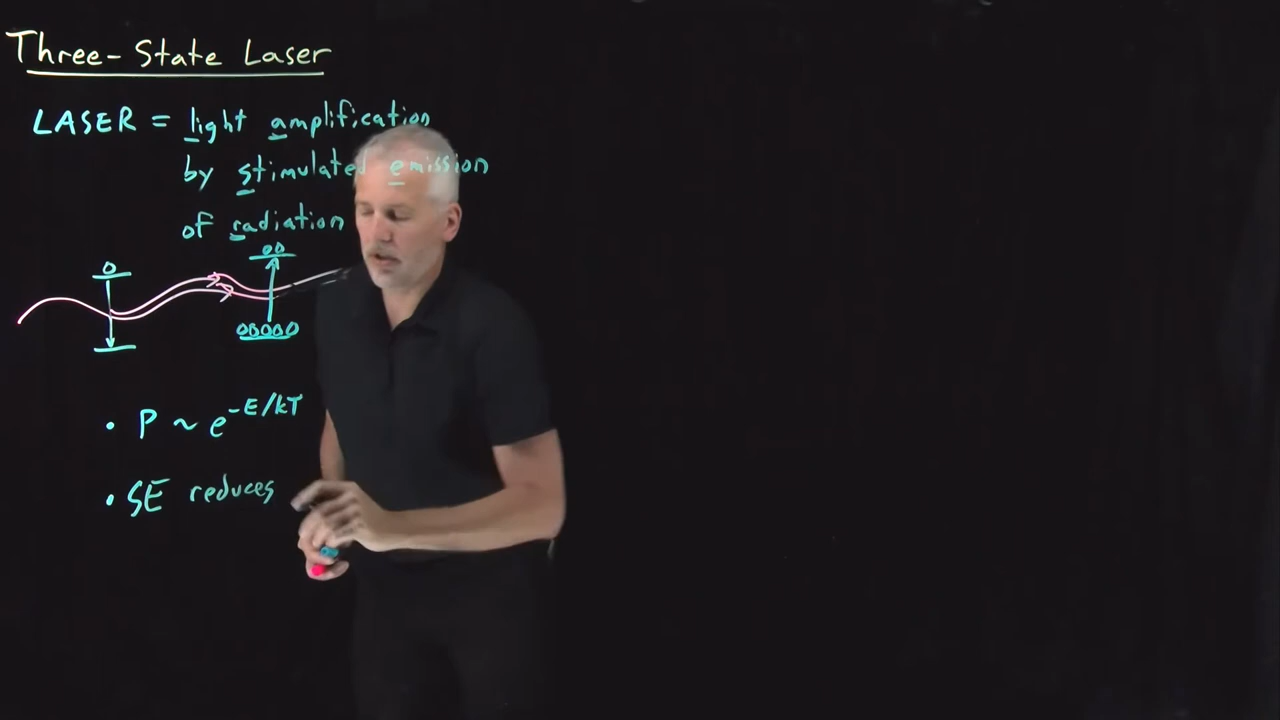 Three-State Laser
LASER = light amplification
by stimulated emission
of radiation
• P ~ e^-E/kT
• SE reduces